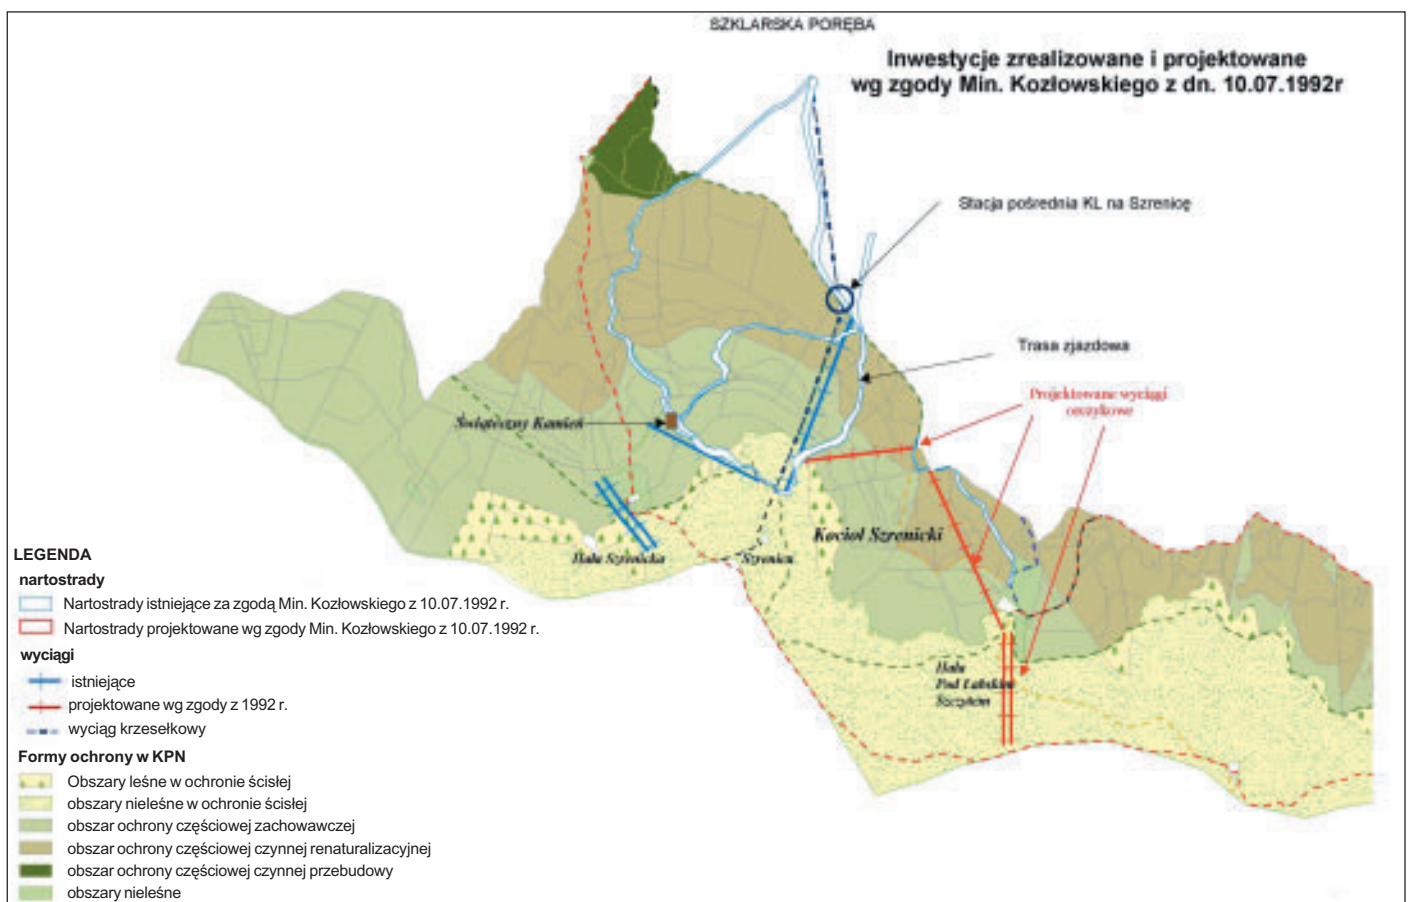 SZKLARSKA PORĘBA
Inwestycje zrealizowane i projektowane
wg zgody Min. Kozłowskiego z dn. 10.07.1992r
Stacja pośrednia KL na Szrenicę
Trasa zjazdowa
Projektowane wyciągi
orczykowe
Świąteczny Kamień
Kocioł Szrenicki
Hala Szrenicka
Szrenica
Hala
Pod Łabskim
Szczytem
LEGENDA
nartostrady
Nartostrady istniejące za zgodą Min. Kozłowskiego z 10.07.1992 r.
Nartostrady projektowane wg zgody Min. Kozłowskiego z 10.07.1992 r.
wyciągi
istniejące
projektowane wg zgody z 1992 r.
wyciąg krzesełkowy
Formy ochrony w KPN
Obszary leśne w ochronie ścisłej
obszary nieleśne w ochronie ścisłej
obszar ochrony częściowej zachowawczej
obszar ochrony częściowej czynnej renaturalizacyjnej
obszar ochrony częściowej czynnej przebudowy
obszary nieleśne